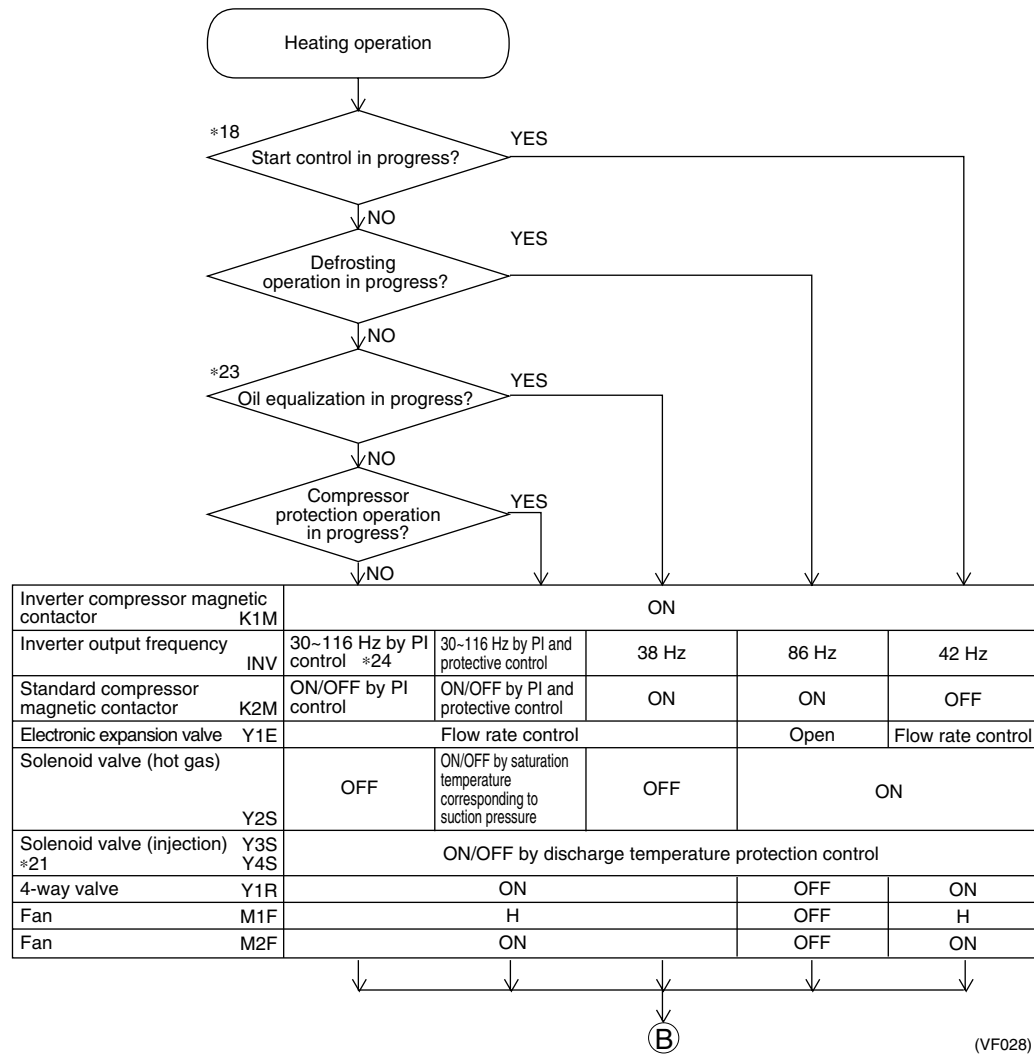 Heating operation
*18
Start control in progress?
YES
NO
YES
Defrosting
operation in progress?
NO
*23
YES
Oil equalization in progress?
NO
Compressor
protection operation
in progress?
YES
NO
Inverter compressor magnetic
contactor K1M
ON
Inverter output frequency
INV
30~116 Hz by PI
control *24
30~116 Hz by PI and
protective control
38 Hz
86 Hz
42 Hz
Standard compressor
magnetic contactor K2M
ON/OFF by PI
control
ON/OFF by PI and
protective control
ON
ON
OFF
Electronic expansion valve Y1E
Flow rate control
Open
Flow rate control
Solenoid valve (hot gas)
Y2S
OFF
ON/OFF by saturation
temperature
corresponding to
suction pressure
OFF
ON
Solenoid valve (injection) Y3S
*21 Y4S
ON/OFF by discharge temperature protection control
4-way valve Y1R
ON
OFF
ON
Fan M1F
H
OFF
H
Fan M2F
ON
OFF
ON
B
(VF028)